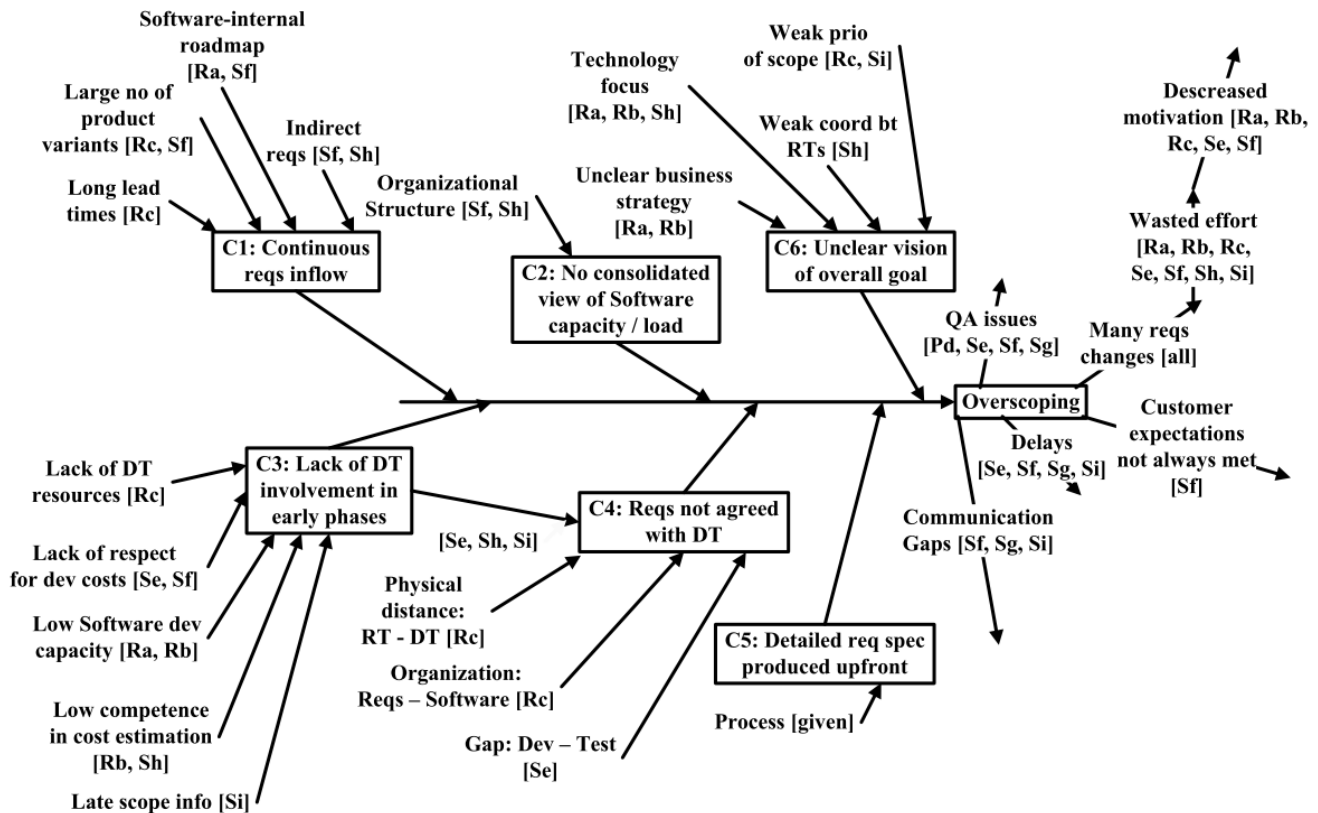 Software-internal
roadmap
[Ra, Sf]
Large no of
product
variants [Rc, Sf]
Long lead
times [Rc]
Indirect
reqs [Sf, Sh]
C1: Continuous
reqs inflow
Organizational
Structure [Sf, Sh]
C2: No consolidated
view of Software
capacity / load
Weak prio
of scope [Rc, Si]
Technology
focus
[Ra, Rb, Sh]
Weak coord bt
RTs [Sh]
Unclear business
strategy
[Ra, Rb]
C6: Unclear vision
of overall goal
Descreased
motivation [Ra, Rb,
Rc, Se, Sf]
Wasted effort
[Ra, Rb, Rc,
Se, Sf, Sh, Si]
QA issues
[Pd, Se, Sf, Sg]
Many reqs
changes [all]
Overscoping
Customer
expectations
not always met
[Sf]
Delays
[Se, Sf, Sg, Si]
Communication
Gaps [Sf, Sg, Si]
Lack of DT
resources [Rc]
C3: Lack of DT
involvement in
early phases
Lack of respect
for dev costs [Se, Sf]
Low Software dev
capacity [Ra, Rb]
Low competence
in cost estimation
[Rb, Sh]
Late scope info [Si]
[Se, Sh, Si]
C4: Reqs not agreed
with DT
Physical
distance:
RT - DT [Rc]
Organization:
Reqs – Software [Rc]
Gap: Dev – Test
[Se]
C5: Detailed req spec
produced upfront
Process [given]